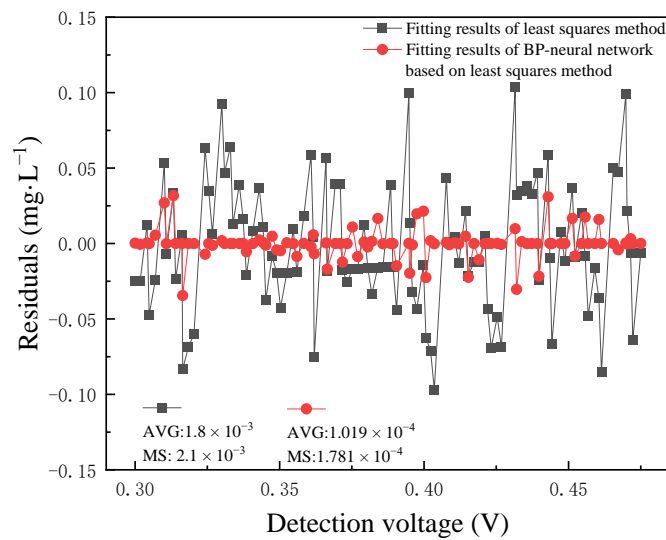 Fitting results of least squares method
Fitting results of BP-neural network
based on least squares method
0.15
0.10
0.05
0.00
-0.05
-0.10
-0.15
Residuals (mg·L⁻¹)
AVG:1.8 × 10⁻³
MS: 2.1 × 10⁻³
AVG:1.019 × 10⁻⁴
MS:1.781 × 10⁻⁴
0.30 0.35 0.40 0.45
Detection voltage (V)